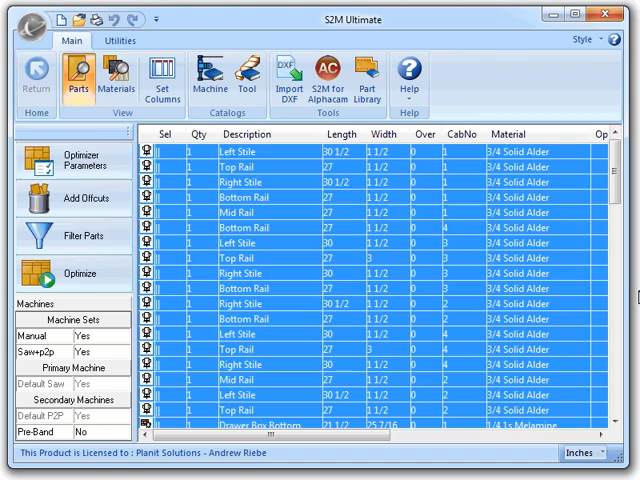 S2M Ultimate
Main Utilities Style
Return Parts Materials Set Columns Machine Tool Import DXF S2M for Alphacam Part Library Help
Home View Catalogs Tools Help
Sel Qty Description Length Width Over CabNo Material Op
1 Left Stile 30 1/2 1 1/2 0 1 3/4 Solid Alder
1 Top Rail 27 1 1/2 0 1 3/4 Solid Alder
1 Right Stile 30 1/2 1 1/2 0 1 3/4 Solid Alder
1 Bottom Rail 27 1 1/2 0 1 3/4 Solid Alder
1 Mid Rail 27 1 1/2 0 1 3/4 Solid Alder
1 Bottom Rail 27 1 1/2 0 4 3/4 Solid Alder
1 Left Stile 30 1 1/2 0 3 3/4 Solid Alder
1 Top Rail 27 3 0 3 3/4 Solid Alder
1 Right Stile 30 1 1/2 0 3 3/4 Solid Alder
1 Bottom Rail 27 1 1/2 0 3 3/4 Solid Alder
1 Right Stile 30 1/2 1 1/2 0 2 3/4 Solid Alder
1 Bottom Rail 27 1 1/2 0 2 3/4 Solid Alder
1 Left Stile 30 1 1/2 0 4 3/4 Solid Alder
1 Top Rail 27 3 0 4 3/4 Solid Alder
1 Right Stile 30 1 1/2 0 4 3/4 Solid Alder
1 Mid Rail 27 1 1/2 0 2 3/4 Solid Alder
1 Left Stile 30 1/2 1 1/2 0 2 3/4 Solid Alder
1 Top Rail 27 1 1/2 0 2 3/4 Solid Alder
1 Drawer Box Bottom 21 1/2 25 7/16 0 1 1/4 1s Melamine
Optimizer Parameters
Add Offcuts
Filter Parts
Optimize
Machines
Machine Sets
Manual Yes
Saw+p2p Yes
Primary Machine
Default Saw Yes
Secondary Machines
Default P2P Yes
Pre-Band No
This Product is Licensed to : Planit Solutions - Andrew Riebe Inches